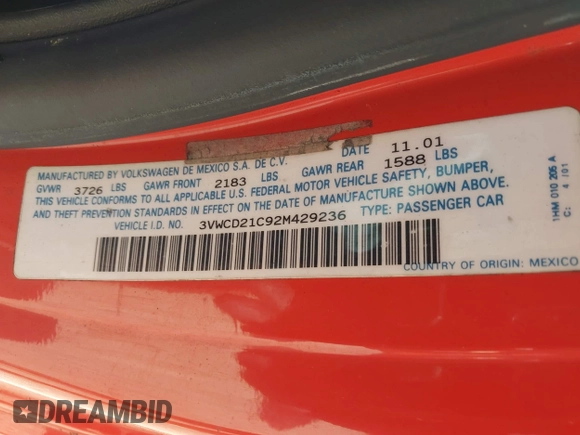 MANUFACTURED BY VOLKSWAGEN DE MEXICO S.A. DE C.V. DATE 11.01
GVWR 3726 LBS GAWR FRONT 2183 LBS GAWR REAR 1588 LBS
THIS VEHICLE CONFORMS TO ALL APPLICABLE U.S. FEDERAL MOTOR VEHICLE SAFETY, BUMPER,
AND THEFT PREVENTION STANDARDS IN EFFECT ON THE DATE OF MANUFACTURE SHOWN ABOVE.
VEHICLE I.D. NO. 3VWCD21C92M429236 TYPE: PASSENGER CAR
COUNTRY OF ORIGIN: MEXICO
1HM 010 205 A
C. 4 /01
DREAMBID